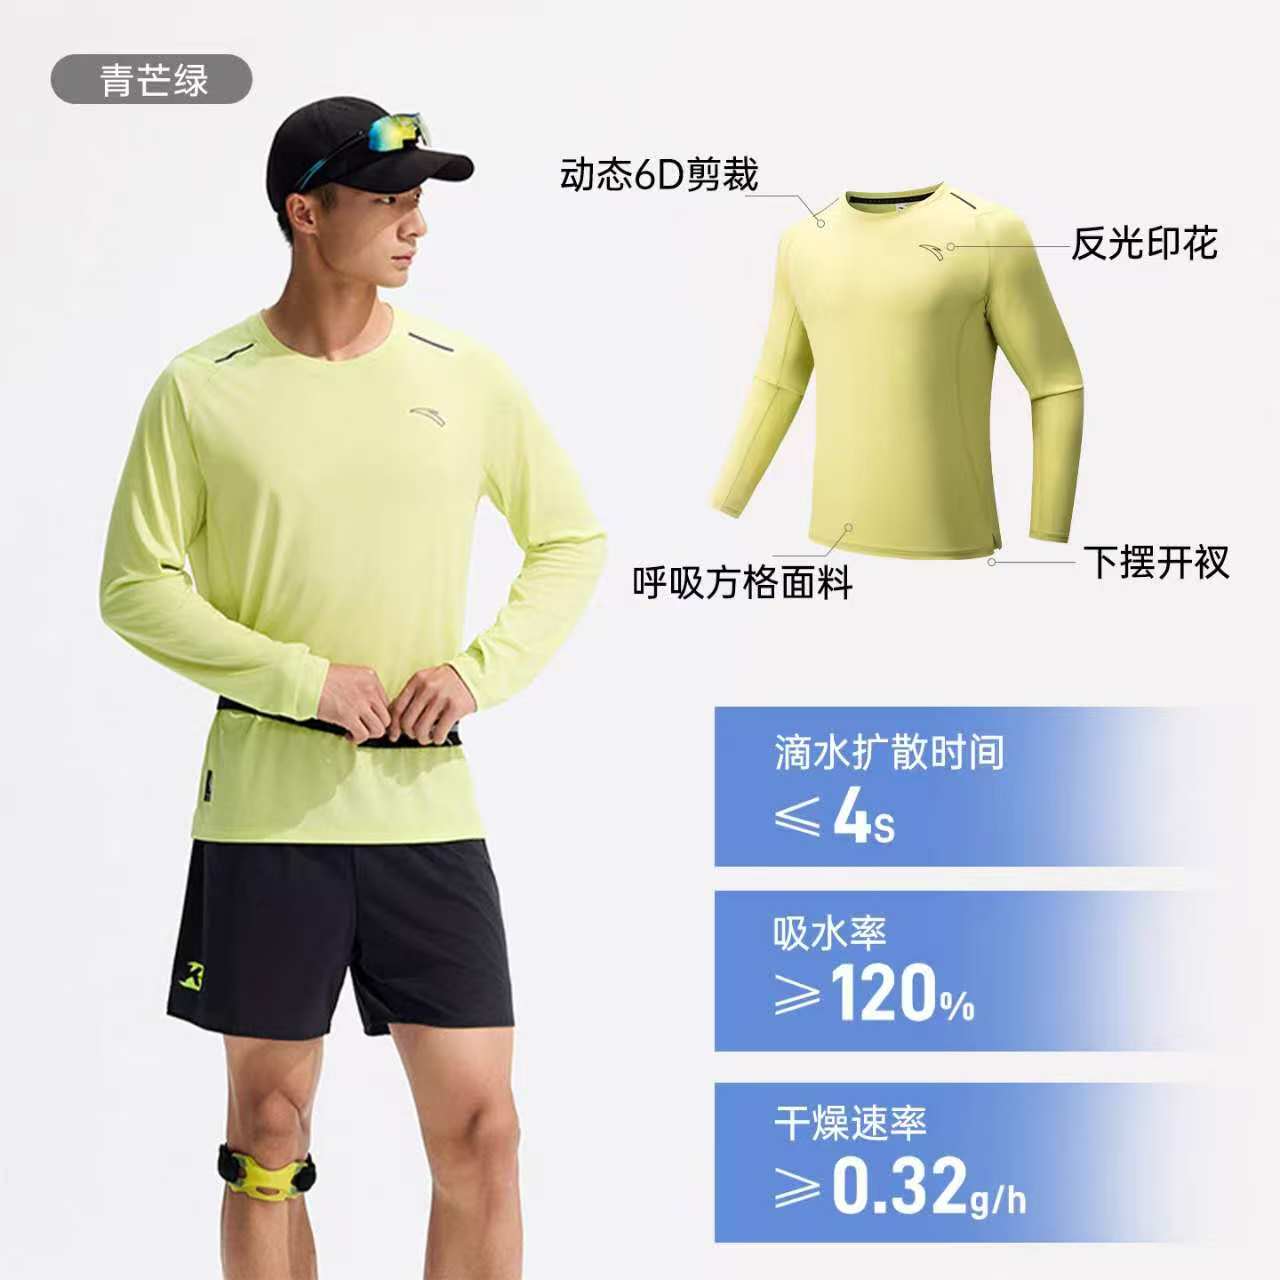 青芒绿
动态6D剪裁
反光印花
呼吸方格面料
下摆开衩
滴水扩散时间
≤4s
吸水率
≥120%
干燥速率
≥0.32g/h